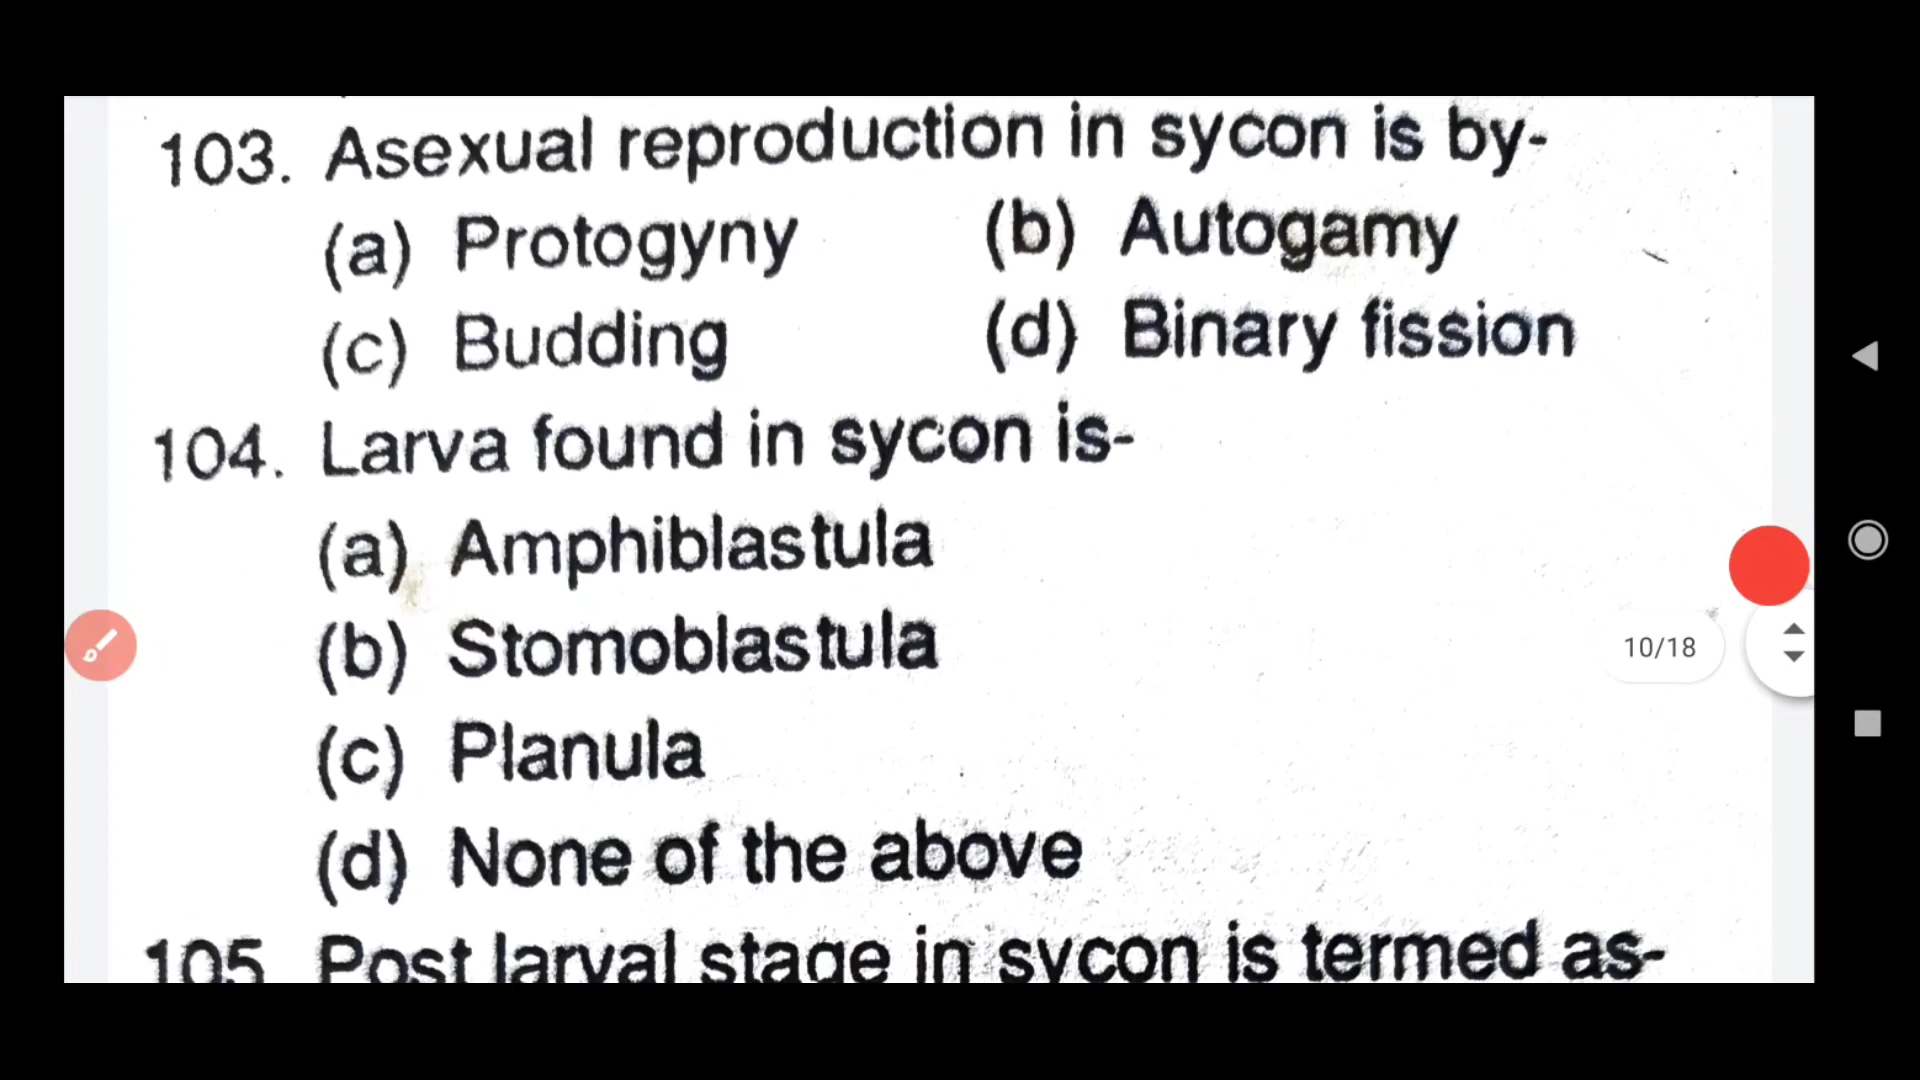 103. Asexual reproduction in sycon is by-
(a) Protogyny (b) Autogamy
(c) Budding (d) Binary fission
104. Larva found in sycon is-
(a) Amphiblastula
(b) Stomoblastula
(c) Planula
(d) None of the above
10/18
105 Post larval stage in sycon is termed as-